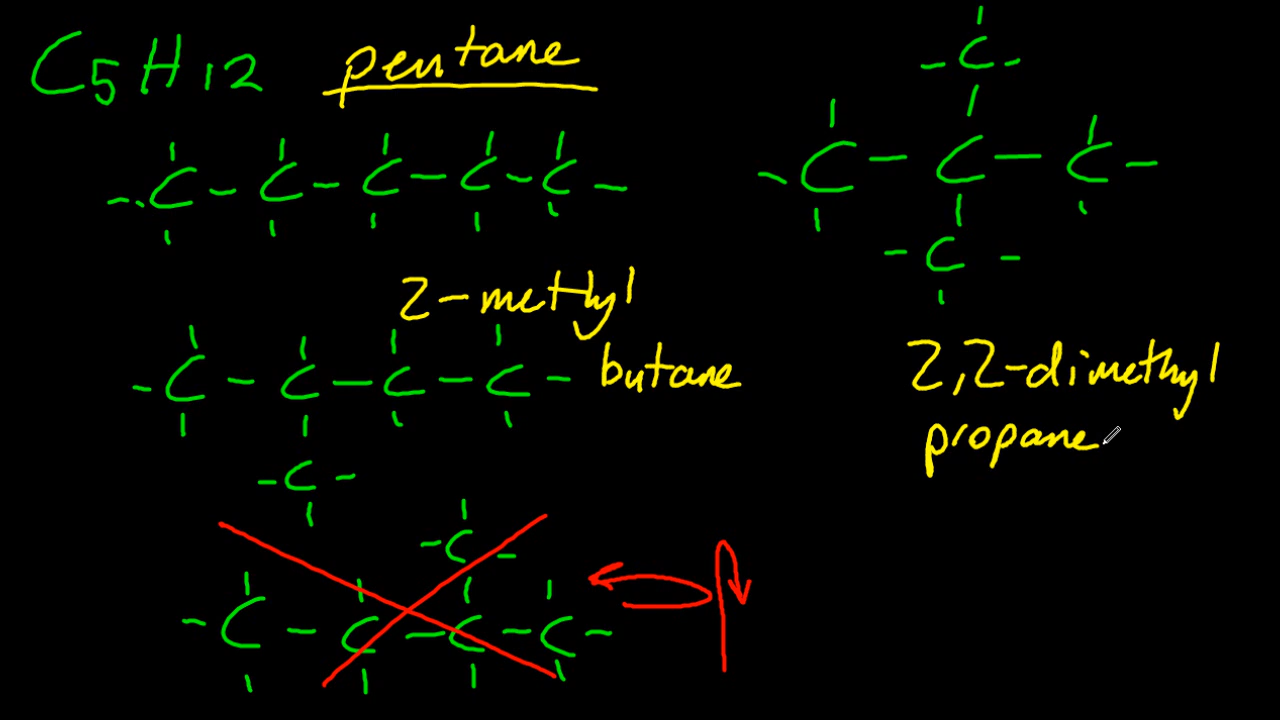 C5H12 pentane
C
C - C - C - C - C
C - C - C
C
2-methyl
butane
C - C - C - C
C
2,2-dimethyl
propane
C
C - C - C - C